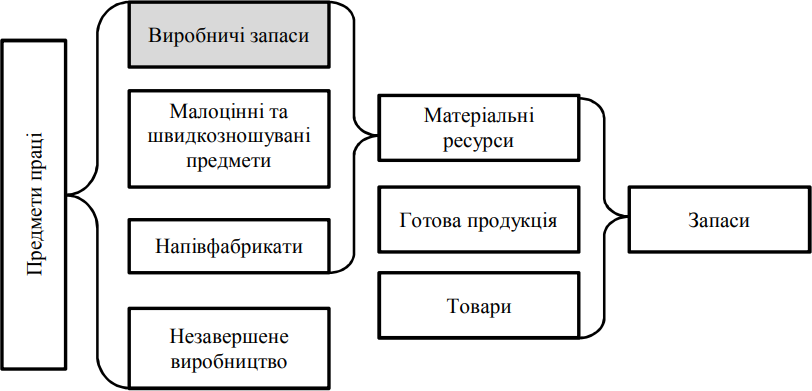 Предмети праці
Виробничі запаси
Малоцінні та
швидкозношувані
предмети
Напівфабрикати
Незавершене
виробництво
Матеріальні
ресурси
Готова продукція
Товари
Запаси